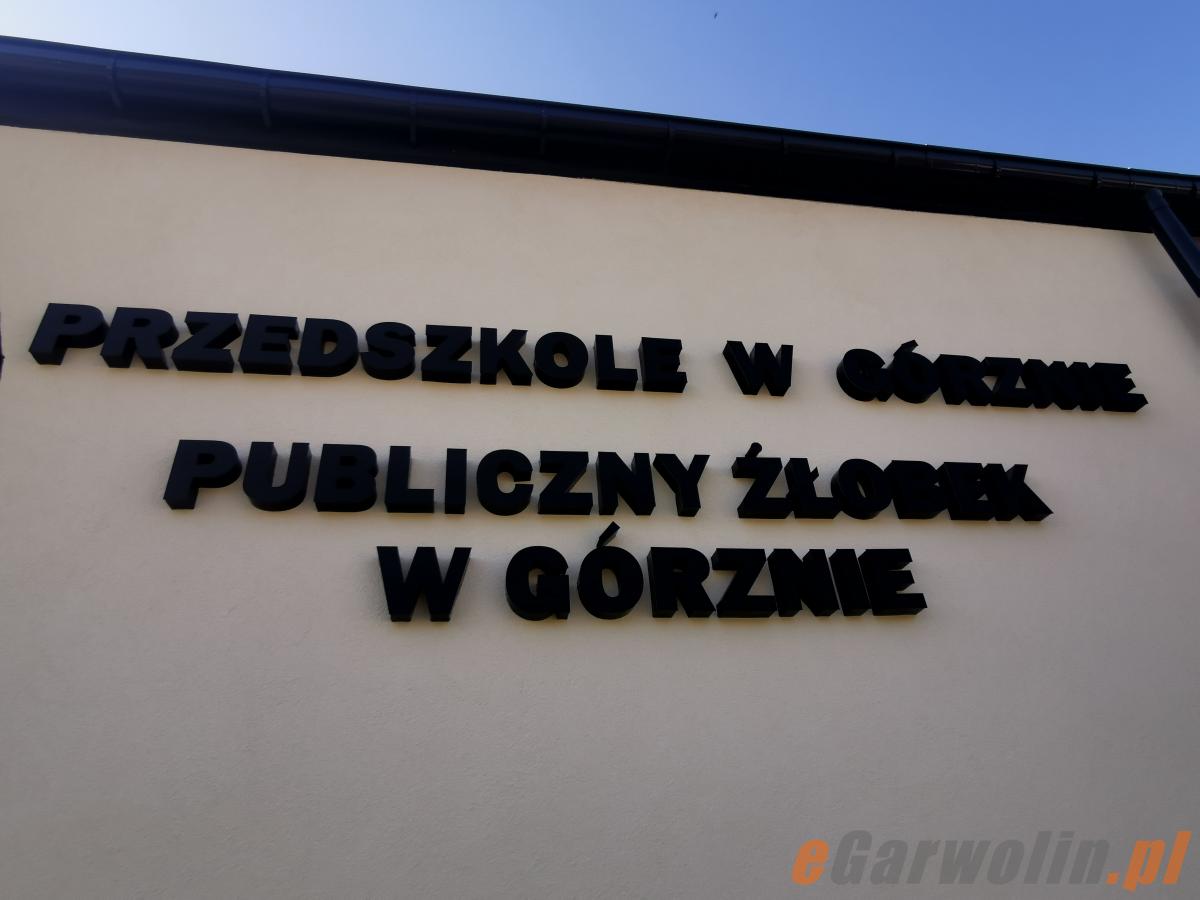 PRZEDSZKOLE W GÓRZNIE
PUBLICZNY ŻŁOBEK
W GÓRZNIE
eGarwolin.pl